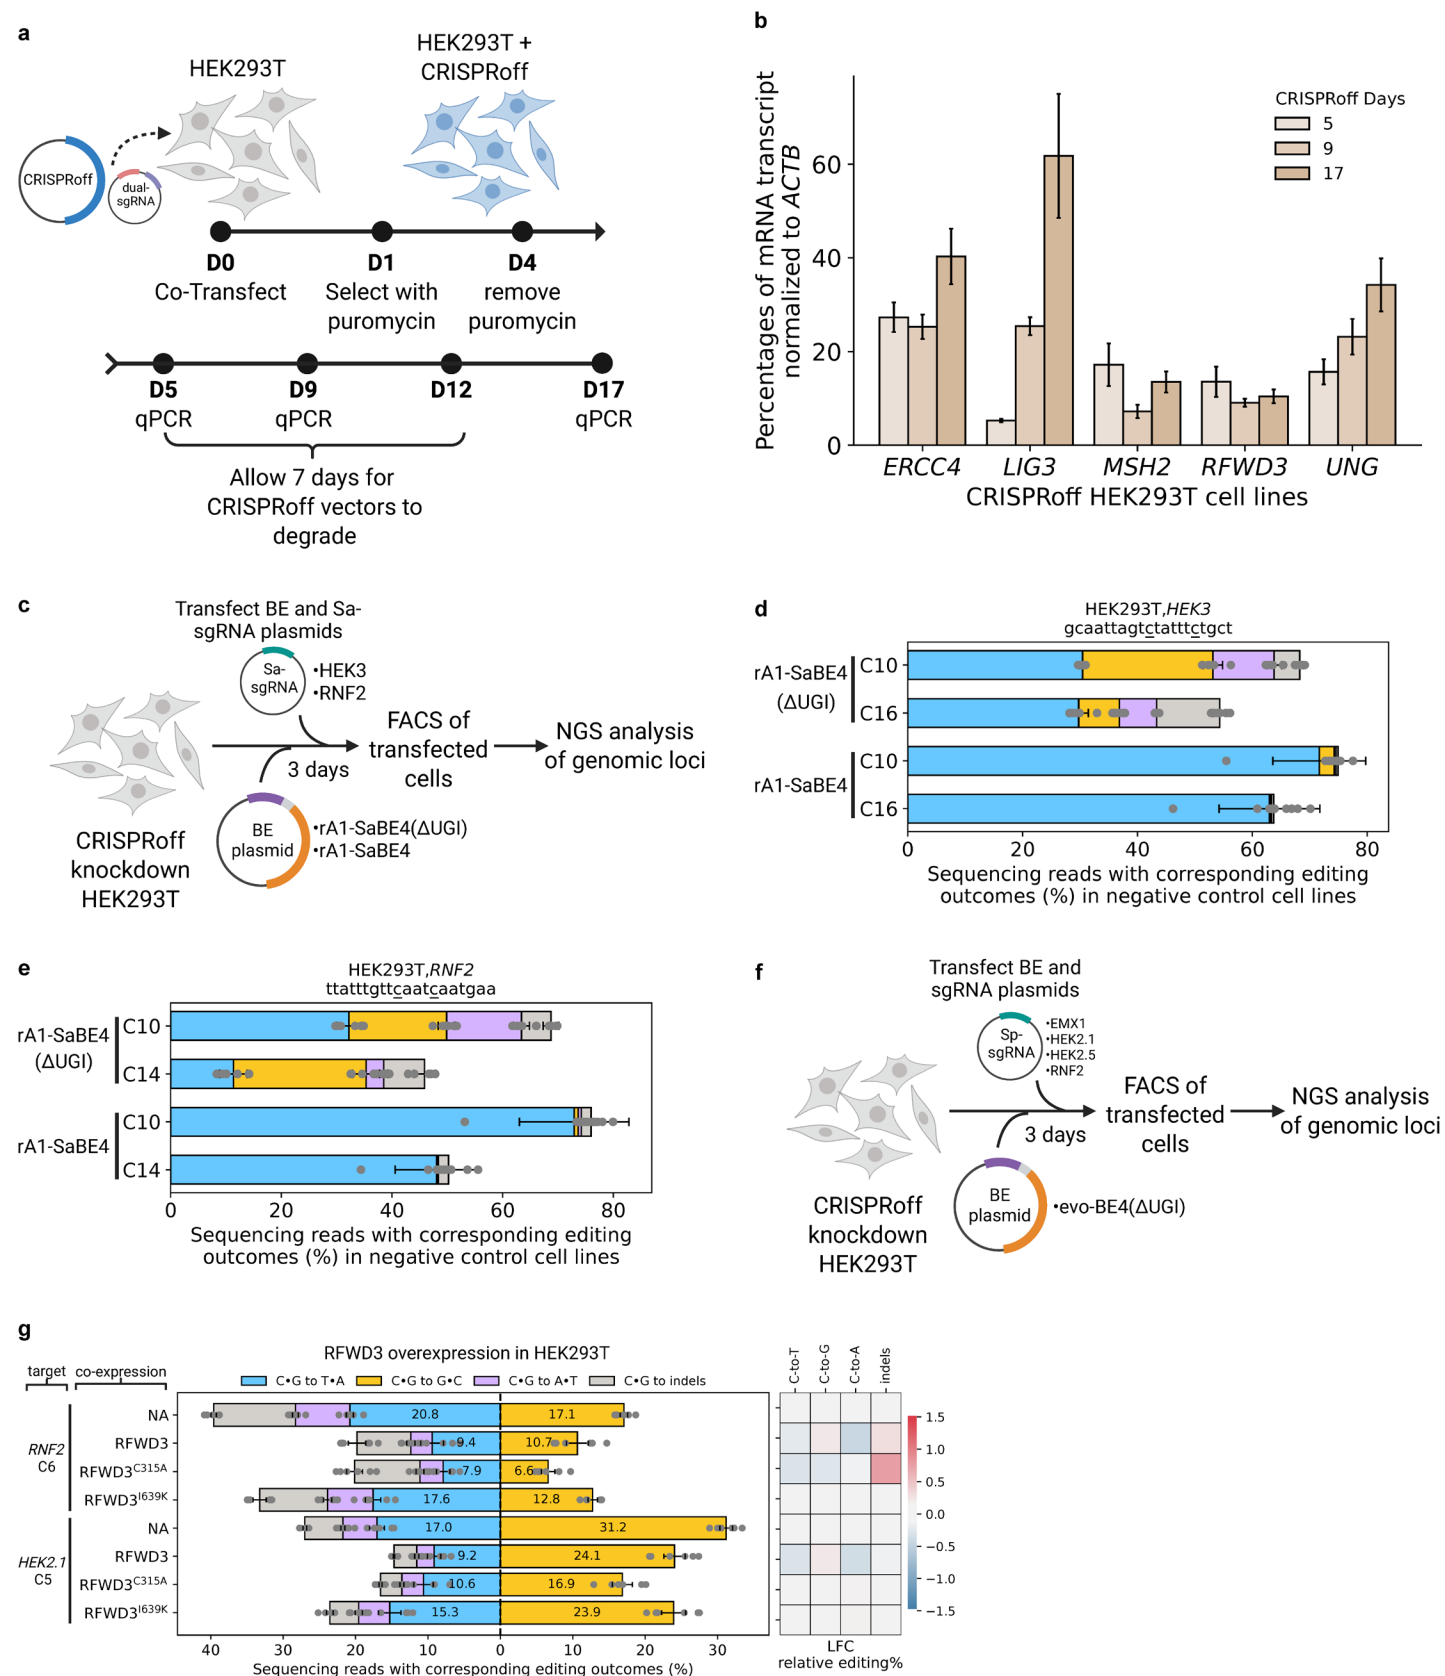 a
HEK293T
HEK293T +
CRISPRoff
CRISPRoff
dual-
sgRNA
D0
Co-Transfect
D1
Select with
puromycin
D4
remove
puromycin
D5
qPCR
D9
qPCR
D12
D17
qPCR
Allow 7 days for
CRISPRoff vectors to
degrade
b
Percentages of mRNA transcript
normalized to ACTB
0
20
40
60
CRISPRoff Days
5
9
17
ERCC4
LIG3
MSH2
RFWD3
UNG
CRISPRoff HEK293T cell lines
c
Transfect BE and Sa-
sgRNA plasmids
Sa-
sgRNA
•HEK3
•RNF2
FACS of
transfected
cells
NGS analysis
of genomic loci
3 days
BE
plasmid
•rA1-SaBE4(ΔUGI)
•rA1-SaBE4
CRISPRoff
knockdown
HEK293T
d
HEK293T,HEK3
gcaattagtctatttctgct
rA1-SaBE4
(ΔUGI)
C10
C16
rA1-SaBE4
C10
C16
0 20 40 60 80
Sequencing reads with corresponding editing
outcomes (%) in negative control cell lines
e
HEK293T,RNF2
ttatttgttcaatcaatgaa
rA1-SaBE4
(ΔUGI)
C10
C14
rA1-SaBE4
C10
C14
0 20 40 60 80
Sequencing reads with corresponding editing
outcomes (%) in negative control cell lines
f
Transfect BE and
sgRNA plasmids
Sp-
sgRNA
•EMX1
•HEK2.1
•HEK2.5
•RNF2
FACS of
transfected
cells
NGS analysis
of genomic loci
3 days
BE
plasmid
•evo-BE4(ΔUGI)
CRISPRoff
knockdown
HEK293T
g
RFWD3 overexpression in HEK293T
target co-expression
C•G to T•A C•G to G•C C•G to A•T C•G to indels
RNF2
C6
NA 20.8 17.1
RFWD3 9.4 10.7
RFWD3C315A 7.9 6.6
RFWD3I639K 17.6 12.8
HEK2.1
C5
NA 17.0 31.2
RFWD3 9.2 24.1
RFWD3C315A 10.6 16.9
RFWD3I639K 15.3 23.9
40 30 20 10 0 10 20 30
Sequencing reads with corresponding editing outcomes (%)
C-to-T
C-to-G
C-to-A
indels
1.5
1.0
0.5
0.0
−0.5
−1.0
−1.5
LFC
relative editing%